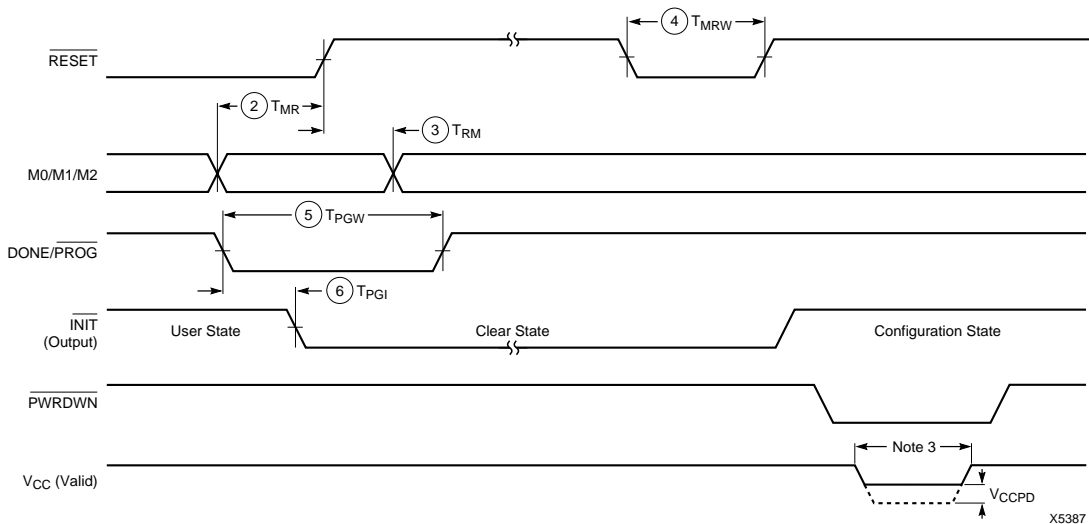 ④ TMRW
RESET
② TMR
③ TRM
M0/M1/M2
⑤ TPGW
DONE/PROG
⑥ TPGI
INIT
(Output)
User State
Clear State
Configuration State
PWRDWN
Note 3
VCC (Valid)
VCCPD
X5387